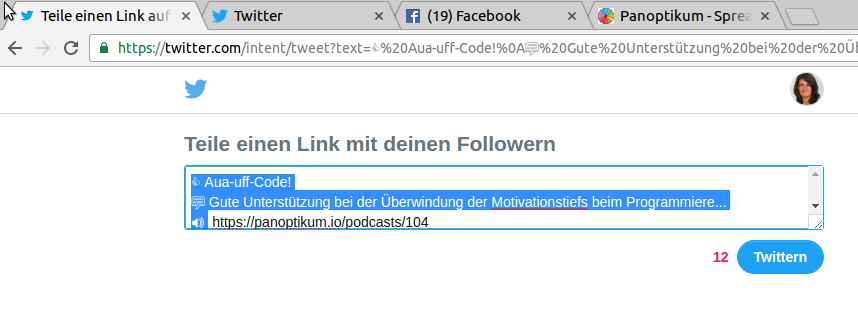 Teile einen Link auf
Twitter
(19) Facebook
Panoptikum - Sprea
https://twitter.com/intent/tweet?text=👍%20Aua-uff-Code!%0A💬%20Gute%20Unterstützung%20bei%20der%20Üb
Teile einen Link mit deinen Followern
👍 Aua-uff-Code!
💬 Gute Unterstützung bei der Überwindung der Motivationstiefs beim Programmiere...
🔊 https://panoptikum.io/podcasts/104
12
Twittern